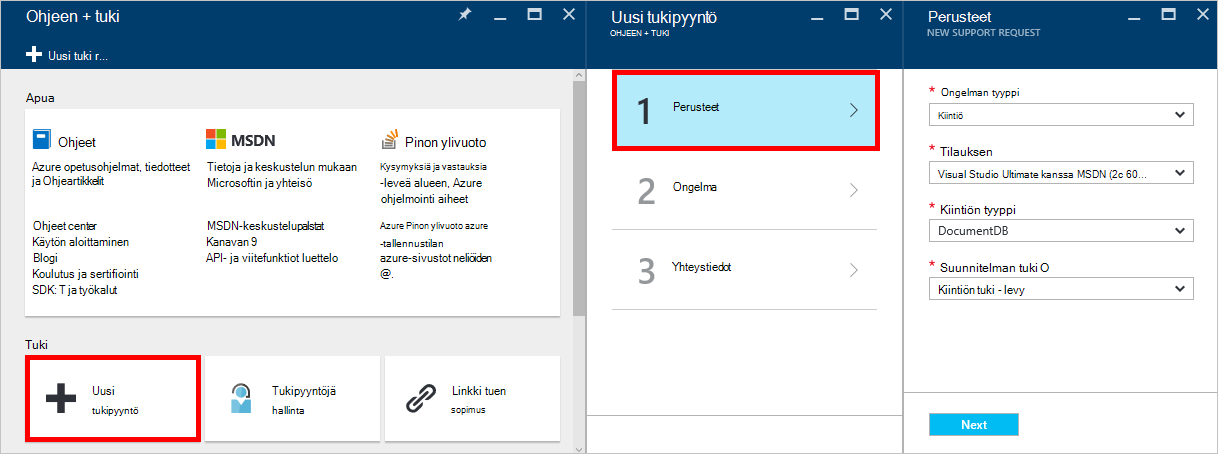 Ohjeen + tuki
Uusi tuki r...
Apua
Ohjeet
Azure opetusohjelmat, tiedotteet
ja Ohjeartikkelit
Ohjeet center
Käytön aloittaminen
Blogi
Koulutus ja sertifiointi
SDK: T ja työkalut
MSDN
Tietoja ja keskustelun mukaan
Microsoftin ja yhteisö
MSDN-keskustelupalstat
Kanavan 9
API- ja viitefunktiot luettelo
Pinon ylivuoto
Kysymyksiä ja vastauksia
-leveä alueen, Azure
ohjelmointi aiheet
Azure Pinon ylivuoto azure
-tallennustilan
azure-sivustot neliöiden
@.
Tuki
Uusi
tukipyyntö
Tukipyyntöjä
hallinta
Linkki tuen
sopimus
Uusi tukipyyntö
OHJEEN + TUKI
1 Perusteet
2 Ongelma
3 Yhteystiedot
Perusteet
NEW SUPPORT REQUEST
* Ongelman tyyppi
Kiintiö
* Tilauksen
Visual Studio Ultimate kanssa MSDN (2c 60...
* Kiintiön tyyppi
DocumentDB
* Suunnitelman tuki O
Kiintiön tuki - levy
Next